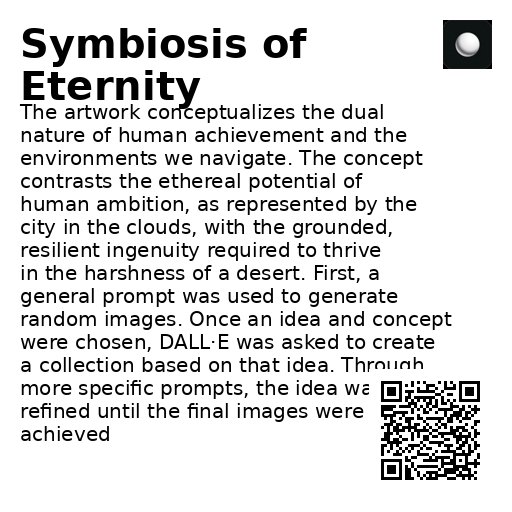 Symbiosis of
Eternity
The artwork conceptualizes the dual
nature of human achievement and the
environments we navigate. The concept
contrasts the ethereal potential of
human ambition, as represented by the
city in the clouds, with the grounded,
resilient ingenuity required to thrive
in the harshness of a desert. First, a
general prompt was used to generate
random images. Once an idea and concept
were chosen, DALL·E was asked to create
a collection based on that idea. Through
more specific prompts, the idea wa
refined until the final images were
achieved